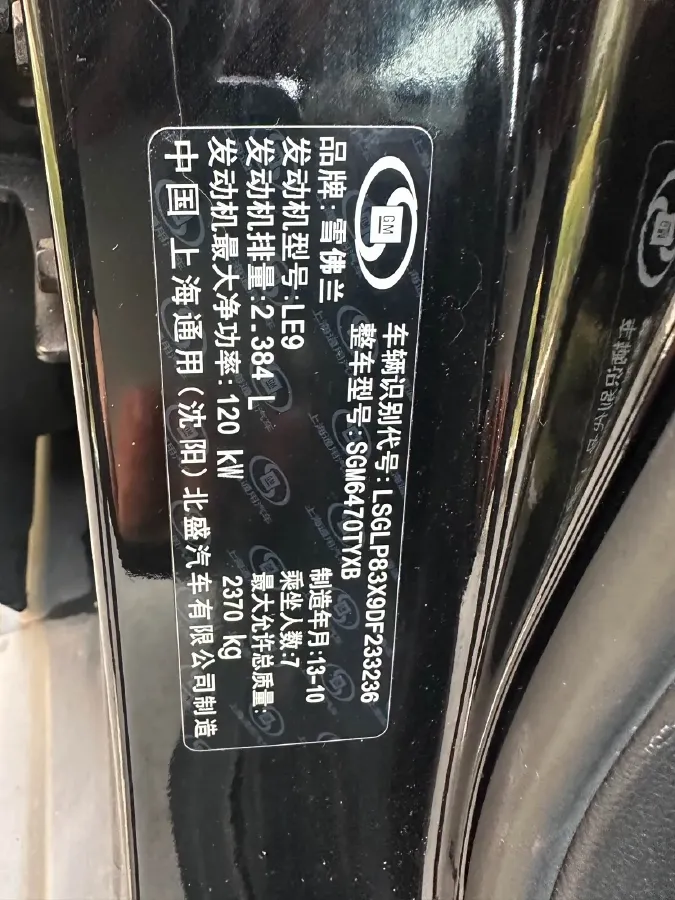 GM
车辆识别代号:LSGLP83X9DF233236
整车型号:SGM6470TYXB
品牌:雪佛兰
制造年月:13-10
发动机型号:LE9
乘坐人数:7
发动机排量:2.384 L
最大允许总质量:
发动机最大净功率:120 kW
2370 kg
中国 上海通用(沈阳)北盛汽车有限公司制造